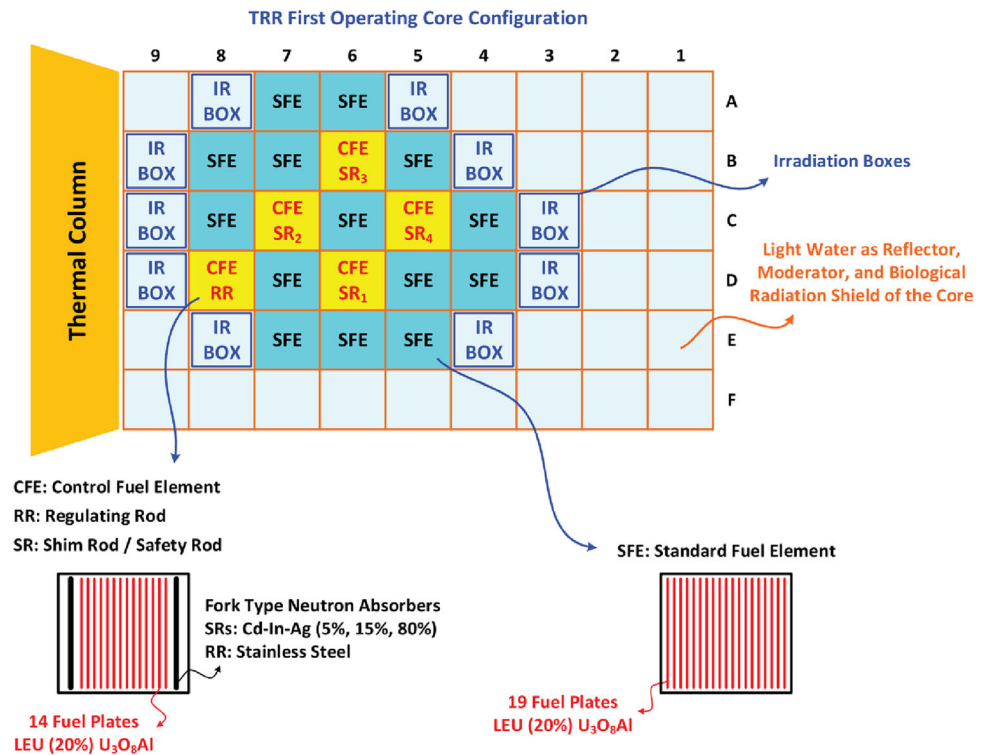 TRR First Operating Core Configuration
9 8 7 6 5 4 3 2 1
Thermal Column
IR SFE SFE IR A
BOX BOX
IR SFE SFE CFE SFE IR B
BOX SR₃ BOX
IR SFE CFE SFE CFE SFE IR C
BOX SR₂ SR₄ BOX
IR CFE SFE CFE SFE SFE IR D
BOX RR SR₁ BOX
IR SFE SFE SFE IR E
BOX BOX
F
Irradiation Boxes
Light Water as Reflector,
Moderator, and Biological
Radiation Shield of the Core
CFE: Control Fuel Element
RR: Regulating Rod
SR: Shim Rod / Safety Rod
Fork Type Neutron Absorbers
SRs: Cd-In-Ag (5%, 15%, 80%)
RR: Stainless Steel
14 Fuel Plates
LEU (20%) U₃O₈Al
SFE: Standard Fuel Element
19 Fuel Plates
LEU (20%) U₃O₈Al